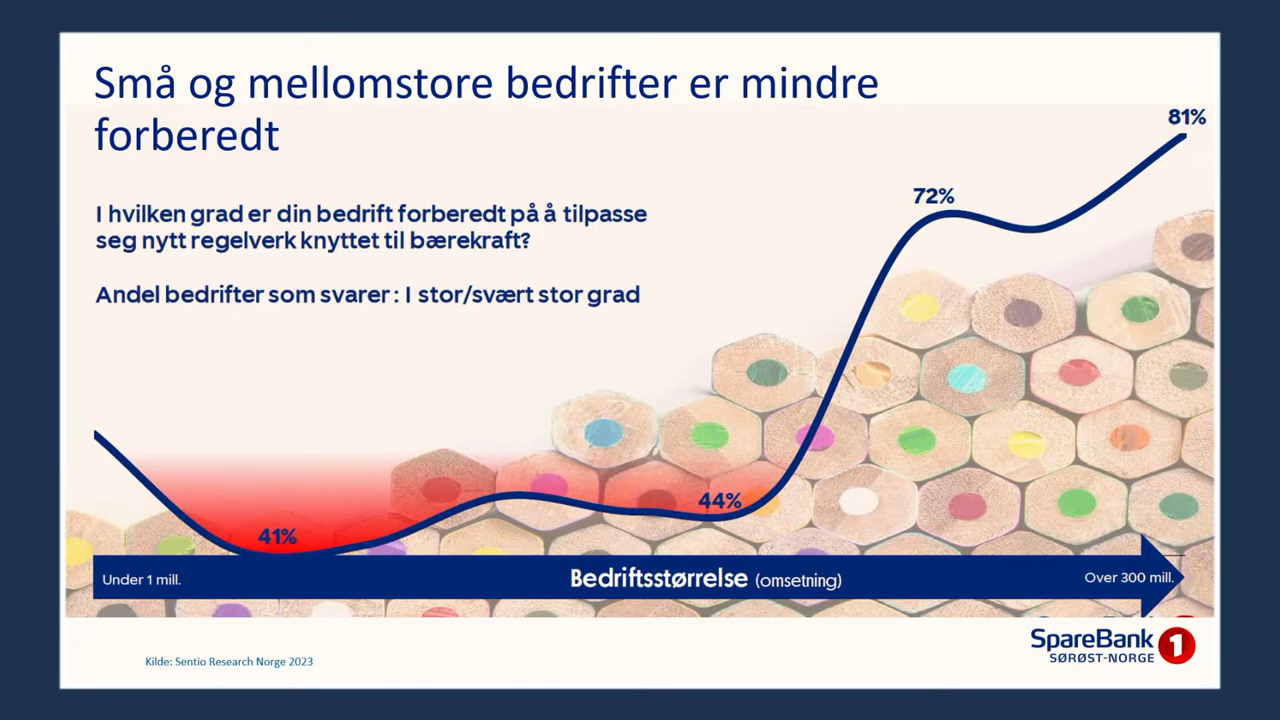 Små og mellomstore bedrifter er mindre
forberedt
81%
72%
I hvilken grad er din bedrift forberedt på å tilpasse
seg nytt regelverk knyttet til bærekraft?
Andel bedrifter som svarer : I stor/svært stor grad
44%
41%
Under 1 mill.
Bedriftsstørrelse (omsetning)
Over 300 mill.
SpareBank 1
SØRØST-NORGE
Kilde: Sentio Research Norge 2023